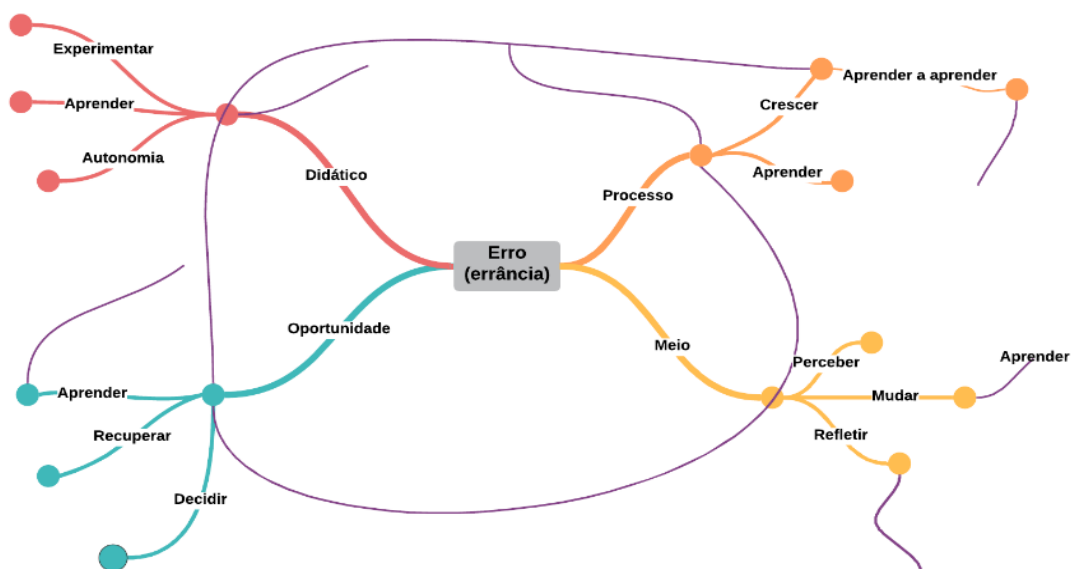 Erro
(errância)
Didático
Experimentar
Aprender
Autonomia
Processo
Crescer
Aprender a aprender
Aprender
Oportunidade
Aprender
Recuperar
Decidir
Meio
Perceber
Mudar
Aprender
Refletir